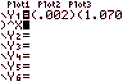 Plot1 Plot2 Plot3
\Y1=(.002)(1.070
)^X
\Y2=
\Y3=
\Y4=
\Y5=
\Y6=